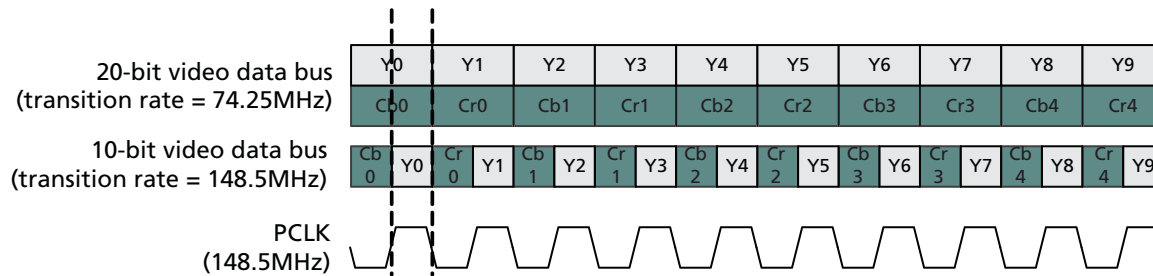 20-bit video data bus
(transition rate = 74.25MHz)
Y0 Y1 Y2 Y3 Y4 Y5 Y6 Y7 Y8 Y9
Cb0 Cr0 Cb1 Cr1 Cb2 Cr2 Cb3 Cr3 Cb4 Cr4
10-bit video data bus
(transition rate = 148.5MHz)
Cb 0 Y0 Cr 0 Y1 Cb 1 Y2 Cr 1 Y3 Cb 2 Y4 Cr 2 Y5 Cb 3 Y6 Cr 3 Y7 Cb 4 Y8 Cr 4 Y9
PCLK
(148.5MHz)